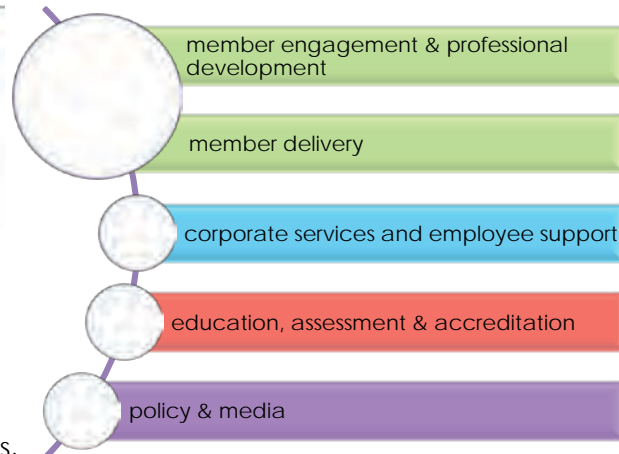 member engagement & professional
development
member delivery
corporate services and employee support
education, assessment & accreditation
policy & media
s.